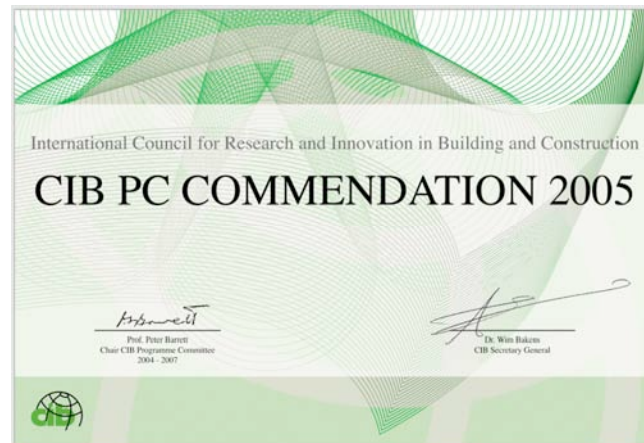 International Council for Research and Innovation in Building and Construction
CIB PC COMMENDATION 2005
Prof. Peter Barrett
Chair CIB Programme Committee
2004 - 2007
Dr. Wim Bakens
CIB Secretary General
CIB